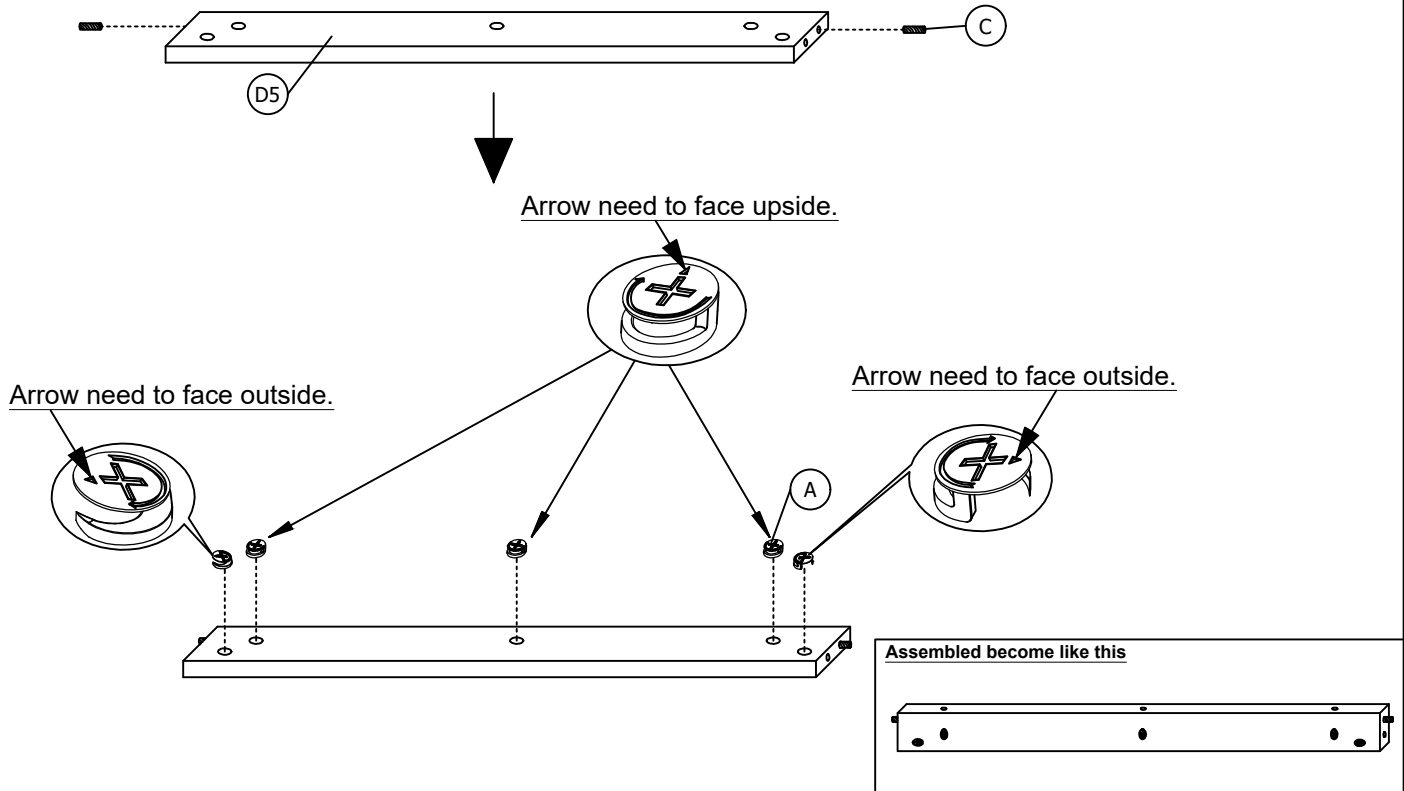 C
D5
Arrow need to face upside.
Arrow need to face outside.
Arrow need to face outside.
A
Assembled become like this